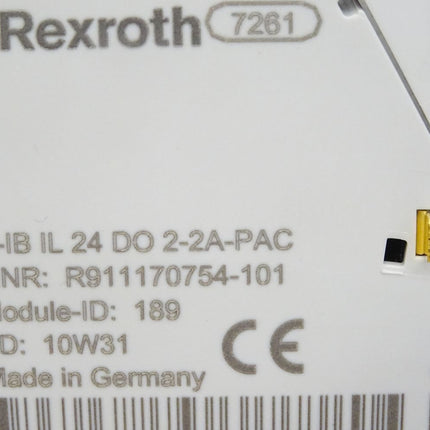 Rexroth 7261
-IB IL 24 DO 2-2A-PAC
NR: R911170754-101
Module-ID: 189
D: 10W31
CE
Made in Germany